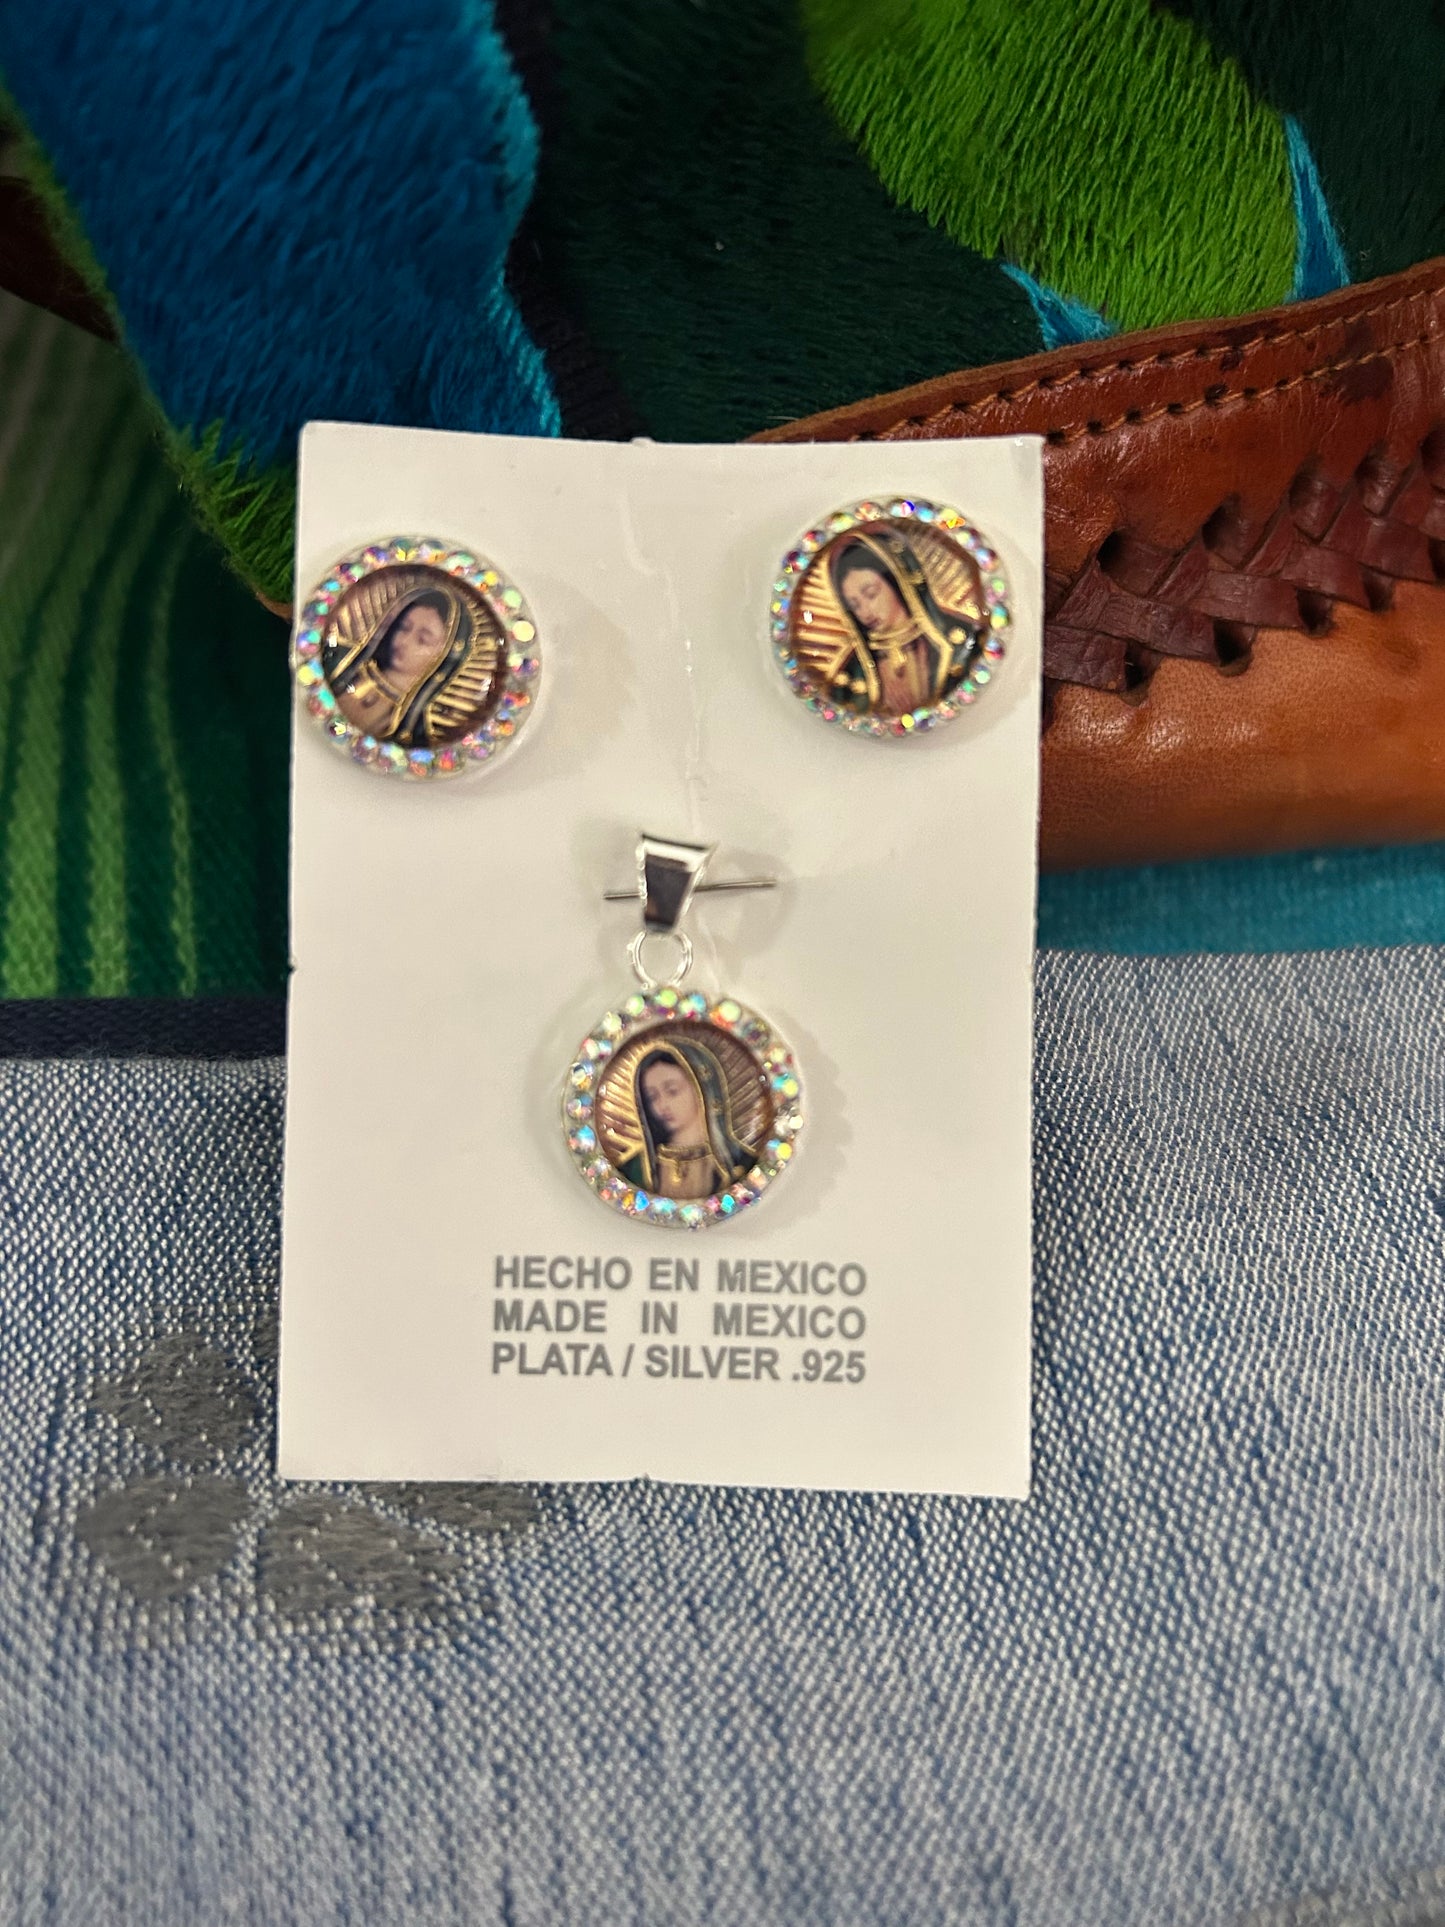 HECHO EN MEXICO
MADE IN MEXICO
PLATA / SILVER .925